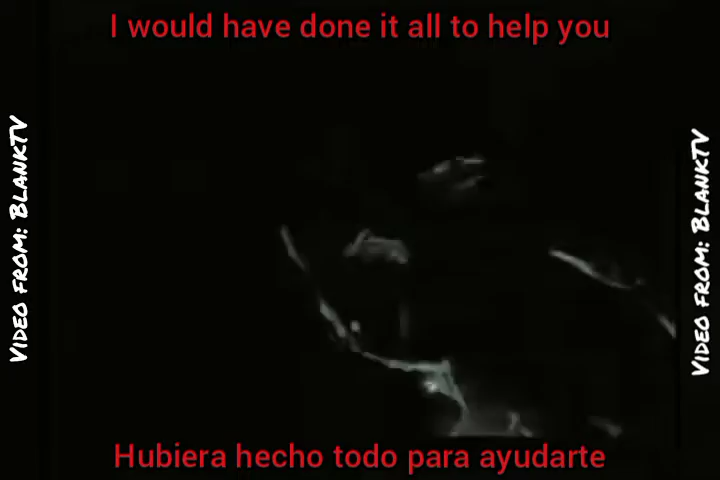 I would have done it all to help you
Video from: BlankTV
Video from: BlankTV
Hubiera hecho todo para ayudarte